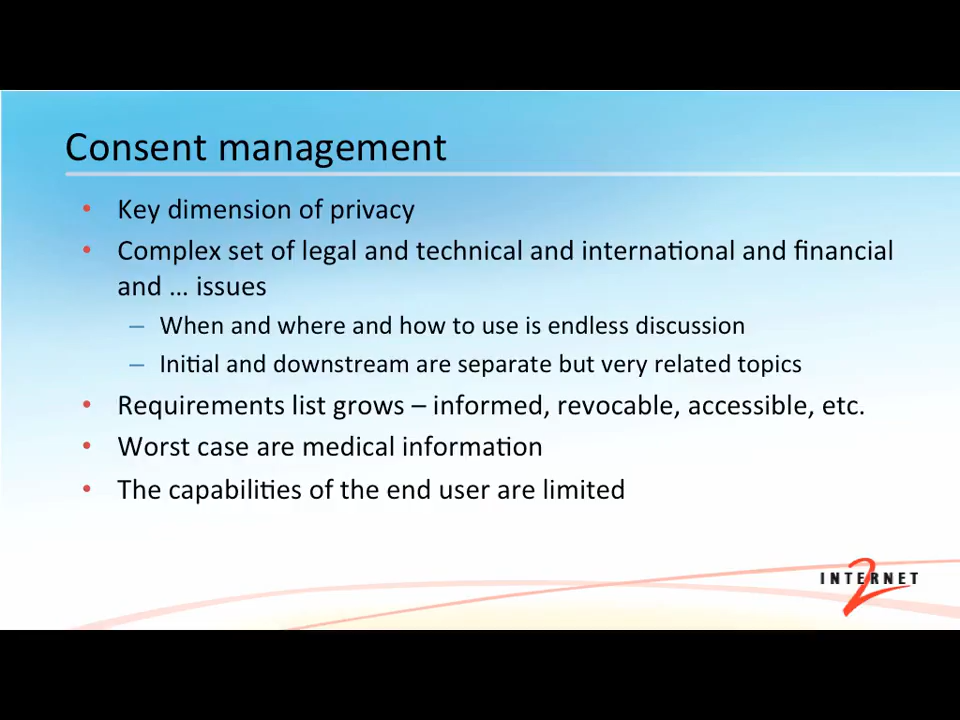 Consent management
• Key dimension of privacy
• Complex set of legal and technical and international and financial
and … issues
– When and where and how to use is endless discussion
– Initial and downstream are separate but very related topics
• Requirements list grows – informed, revocable, accessible, etc.
• Worst case are medical information
• The capabilities of the end user are limited
INTERNET
2